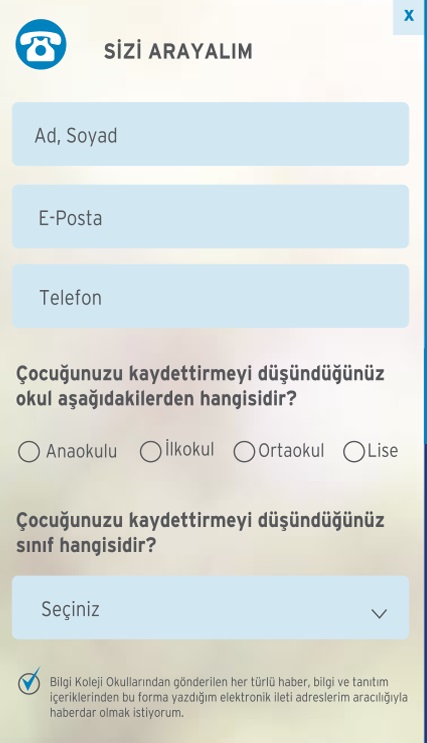 x
SİZİ ARAYALIM
Ad, Soyad
E-Posta
Telefon
Çocuğunuzu kaydettirmeyi düşündüğünüz
okul aşağıdakilerden hangisidir?
Anaokulu İlkokul Ortaokul Lise
Çocuğunuzu kaydettirmeyi düşündüğünüz
sınıf hangisidir?
Seçiniz
Bilgi Koleji Okullarından gönderilen her türlü haber, bilgi ve tanıtım
içeriklerinden bu forma yazdığım elektronik ileti adreslerim aracılığıyla
haberdar olmak istiyorum.